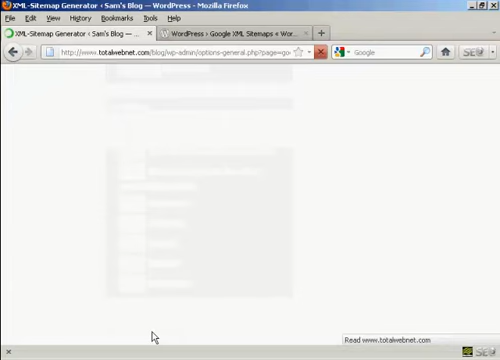 XML-Sitemap Generator ‹ Sam's Blog — WordPress - Mozilla Firefox
File Edit View History Bookmarks Tools Help
XML-Sitemap Generator ‹ Sam's Blog —...
WordPress › Google XML Sitemaps « Wor...
http://www.totalwebnet.com/blog/wp-admin/options-general.php?page=goo
Google
Read www.totalwebnet.com